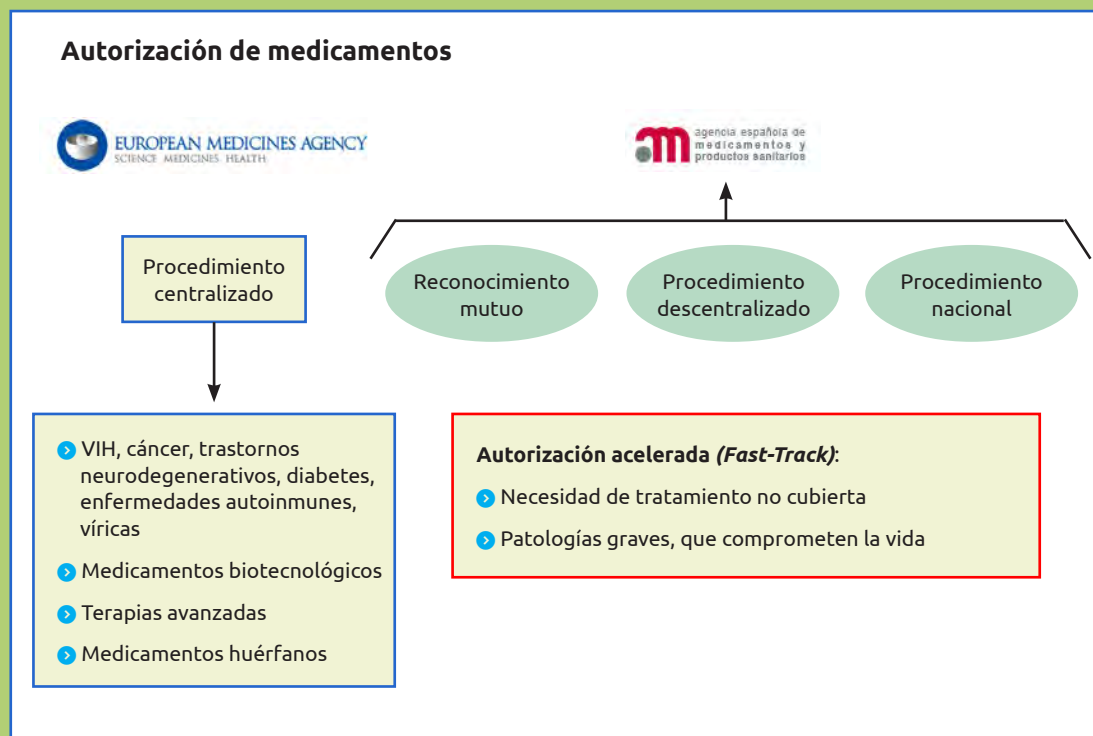 Autorización de medicamentos
EUROPEAN MEDICINES AGENCY
SCIENCE MEDICINES HEALTH
am
agencia española de
medicamentos y
productos sanitarios
Procedimiento
centralizado
Reconocimiento
mutuo
Procedimiento
descentralizado
Procedimiento
nacional
VIH, cáncer, trastornos
neurodegenerativos, diabetes,
enfermedades autoinmunes,
víricas
Medicamentos biotecnológicos
Terapias avanzadas
Medicamentos huérfanos
Autorización acelerada (Fast-Track):
Necesidad de tratamiento no cubierta
Patologías graves, que comprometen la vida